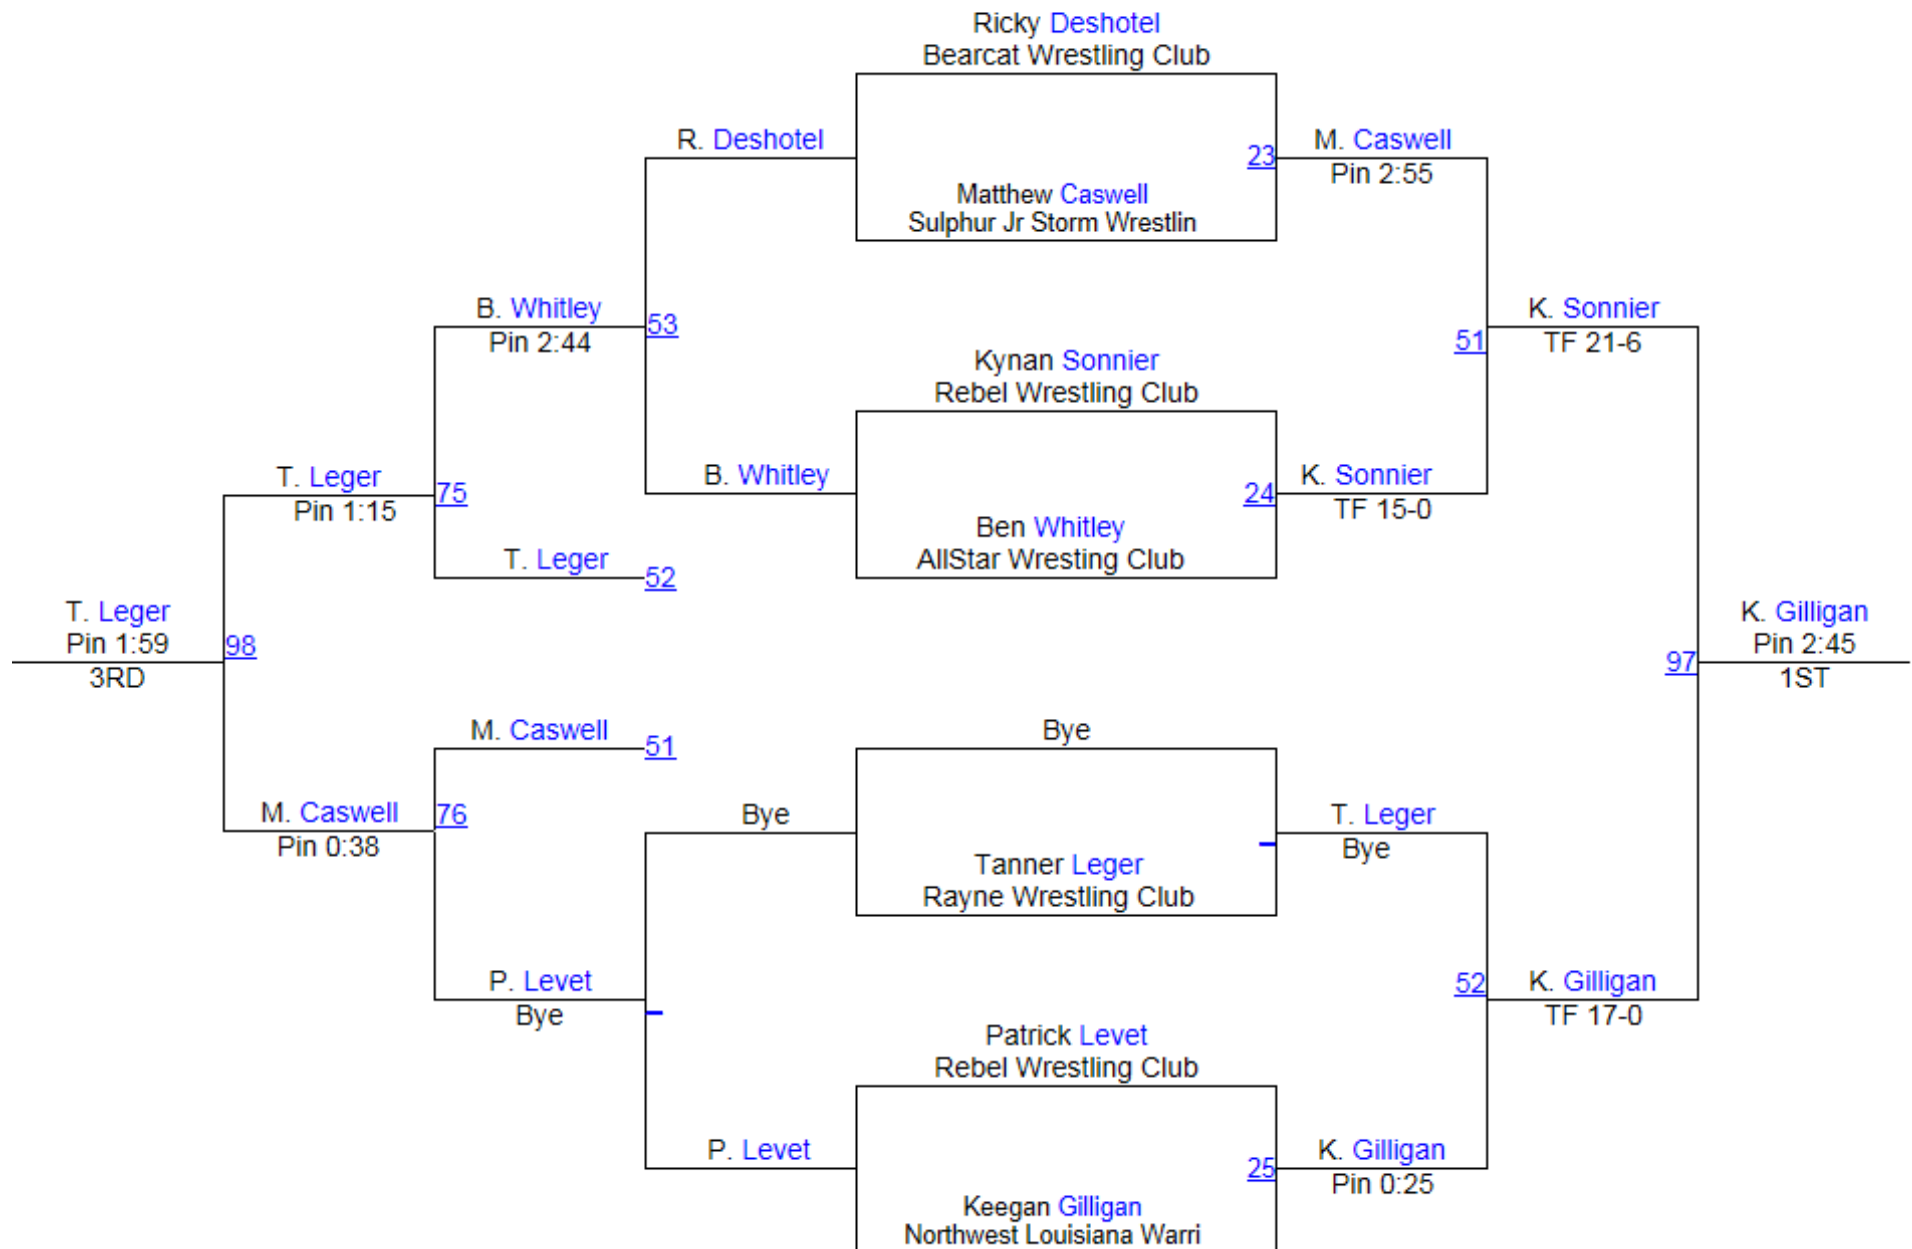 Ricky Deshotel
Bearcat Wrestling Club
R. Deshotel
23
M. Caswell
Pin 2:55
Matthew Caswell
Sulphur Jr Storm Wrestlin
B. Whitley
Pin 2:44
53
K. Sonnier
TF 21-6
51
Kynan Sonnier
Rebel Wrestling Club
T. Leger
Pin 1:15
75
B. Whitley
24
K. Sonnier
TF 15-0
Ben Whitley
AllStar Wresting Club
T. Leger
52
T. Leger
Pin 1:59
3RD
98
K. Gilligan
Pin 2:45
1ST
97
M. Caswell
51
Bye
M. Caswell
Pin 0:38
76
Bye
T. Leger
Bye
Tanner Leger
Rayne Wrestling Club
P. Levet
Bye
52
K. Gilligan
TF 17-0
Patrick Levet
Rebel Wrestling Club
P. Levet
25
K. Gilligan
Pin 0:25
Keegan Gilligan
Northwest Louisiana Warri